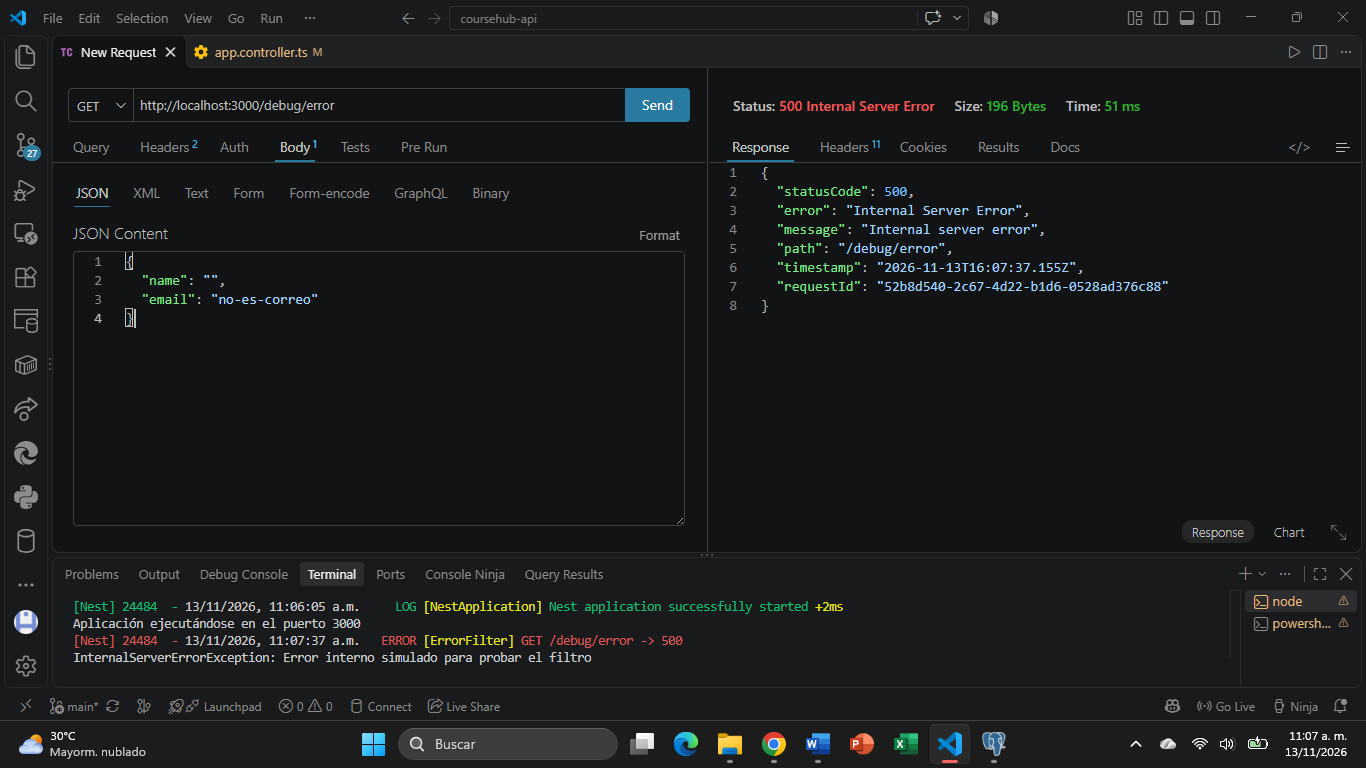 File Edit Selection View Go Run ··· coursehub-api
TC New Request app.controller.ts M
GET http://localhost:3000/debug/error Send
Query Headers 2 Auth Body 1 Tests Pre Run
JSON XML Text Form Form-encode GraphQL Binary
JSON Content Format
1 {
2 "name": "",
3 "email": "no-es-correo"
4 }
Status: 500 Internal Server Error Size: 196 Bytes Time: 51 ms
Response Headers 11 Cookies Results Docs </>
1 {
2 "statusCode": 500,
3 "error": "Internal Server Error",
4 "message": "Internal server error",
5 "path": "/debug/error",
6 "timestamp": "2026-11-13T16:07:37.155Z",
7 "requestId": "52b8d540-2c67-4d22-b1d6-0528ad376c88"
8 }
Response Chart
27
Problems Output Debug Console Terminal Ports Console Ninja Query Results
[Nest] 24484 - 13/11/2026, 11:06:05 a.m. LOG [NestApplication] Nest application successfully started +2ms
Aplicación ejecutándose en el puerto 3000
[Nest] 24484 - 13/11/2026, 11:07:37 a.m. ERROR [ErrorFilter] GET /debug/error -> 500
InternalServerErrorException: Error interno simulado para probar el filtro
node
powersh...
main* Launchpad 0 0 Connect Live Share Go Live Ninja
30°C
Mayorm. nublado
Buscar
11:07 a. m.
13/11/2026